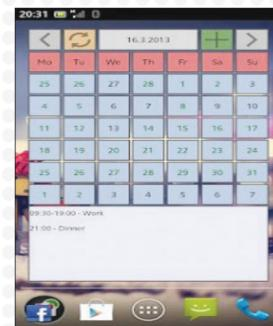 20:31
16.3.2013
Mo Tu We Th Fr Sa Su
25 26 27 28 1 2 3
4 5 6 7 8 9 10
11 12 13 14 15 16 17
18 19 20 21 22 23 24
25 26 27 28 29 30 31
1 2 3 4 5 6 7
09:30-19:00 - Work
21:00 - Dinner